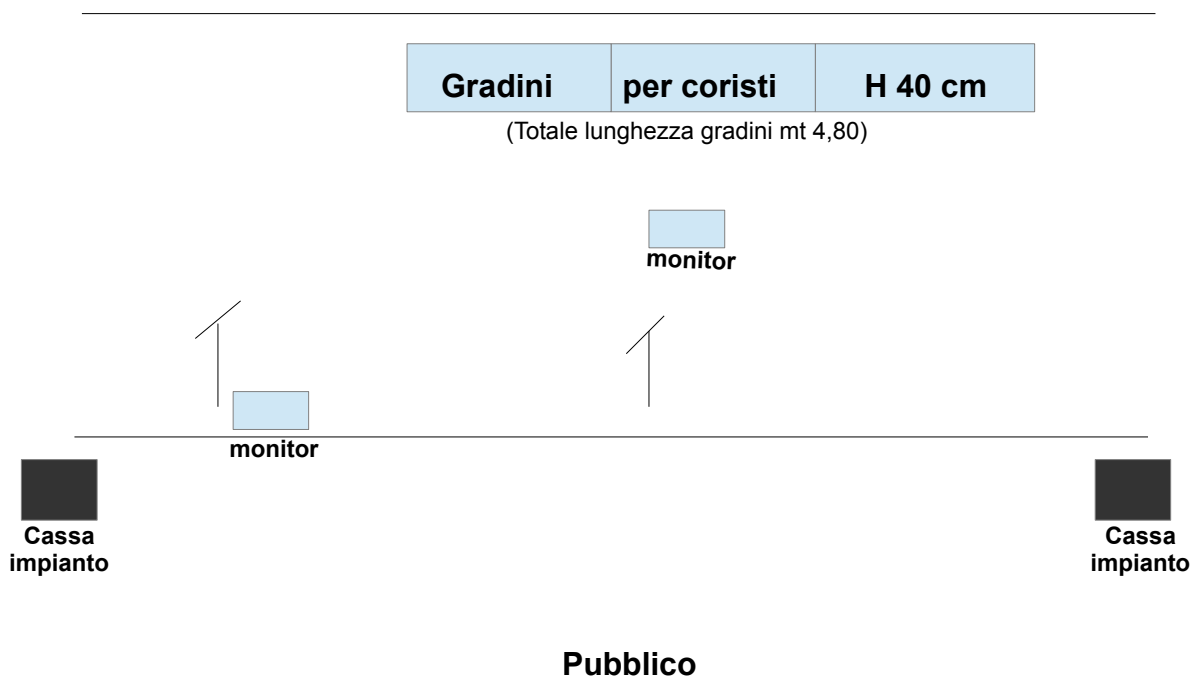 Gradini per coristi H 40 cm
(Totale lunghezza gradini mt 4,80)
monitor
monitor
Cassa
impianto
Cassa
impianto
Pubblico